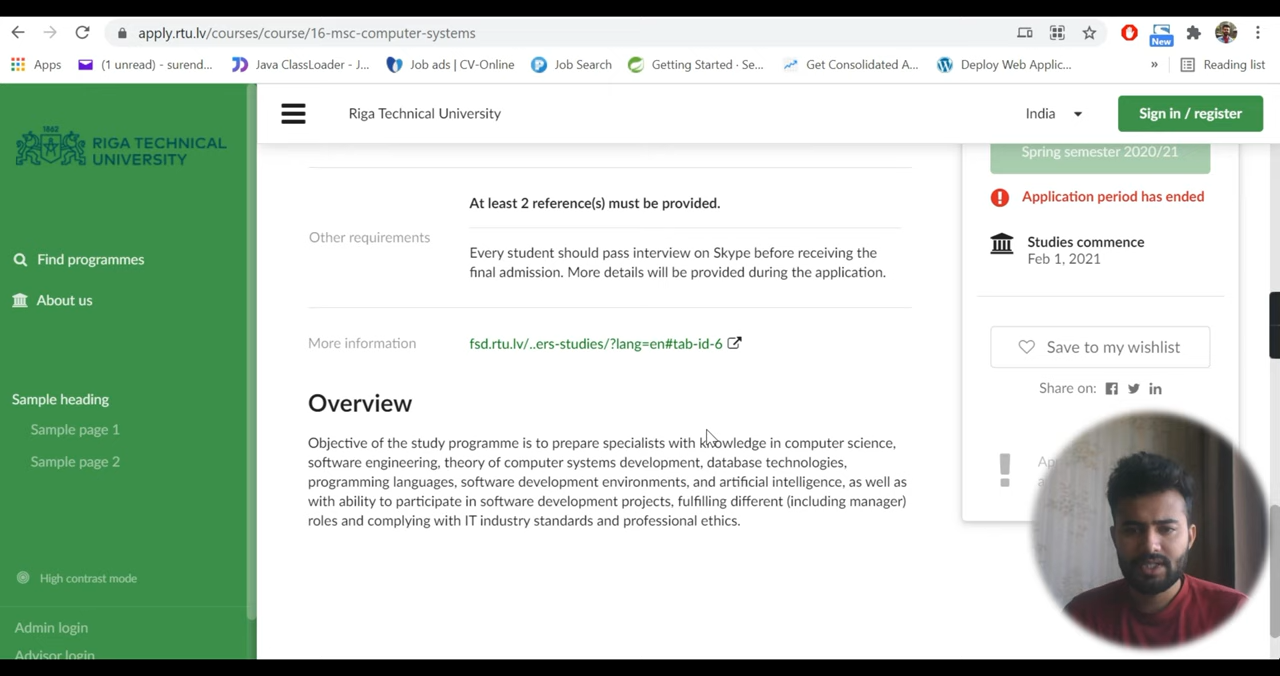 apply.rtu.lv/courses/course/16-msc-computer-systems
New
Apps
(1 unread) - surend...
Java ClassLoader - J...
Job ads | CV-Online
Job Search
Getting Started · Se...
Get Consolidated A...
Deploy Web Applic...
»
Reading list
1862
RIGA TECHNICAL
UNIVERSITY
Find programmes
About us
Sample heading
Sample page 1
Sample page 2
High contrast mode
Admin login
Advisor login
Riga Technical University
India
Sign in / register
At least 2 reference(s) must be provided.
Other requirements
Every student should pass interview on Skype before receiving the
final admission. More details will be provided during the application.
More information
fsd.rtu.lv/..ers-studies/?lang=en#tab-id-6
Overview
Objective of the study programme is to prepare specialists with knowledge in computer science,
software engineering, theory of computer systems development, database technologies,
programming languages, software development environments, and artificial intelligence, as well as
with ability to participate in software development projects, fulfilling different (including manager)
roles and complying with IT industry standards and professional ethics.
Spring semester 2020/21
Application period has ended
Studies commence
Feb 1, 2021
Save to my wishlist
Share on: